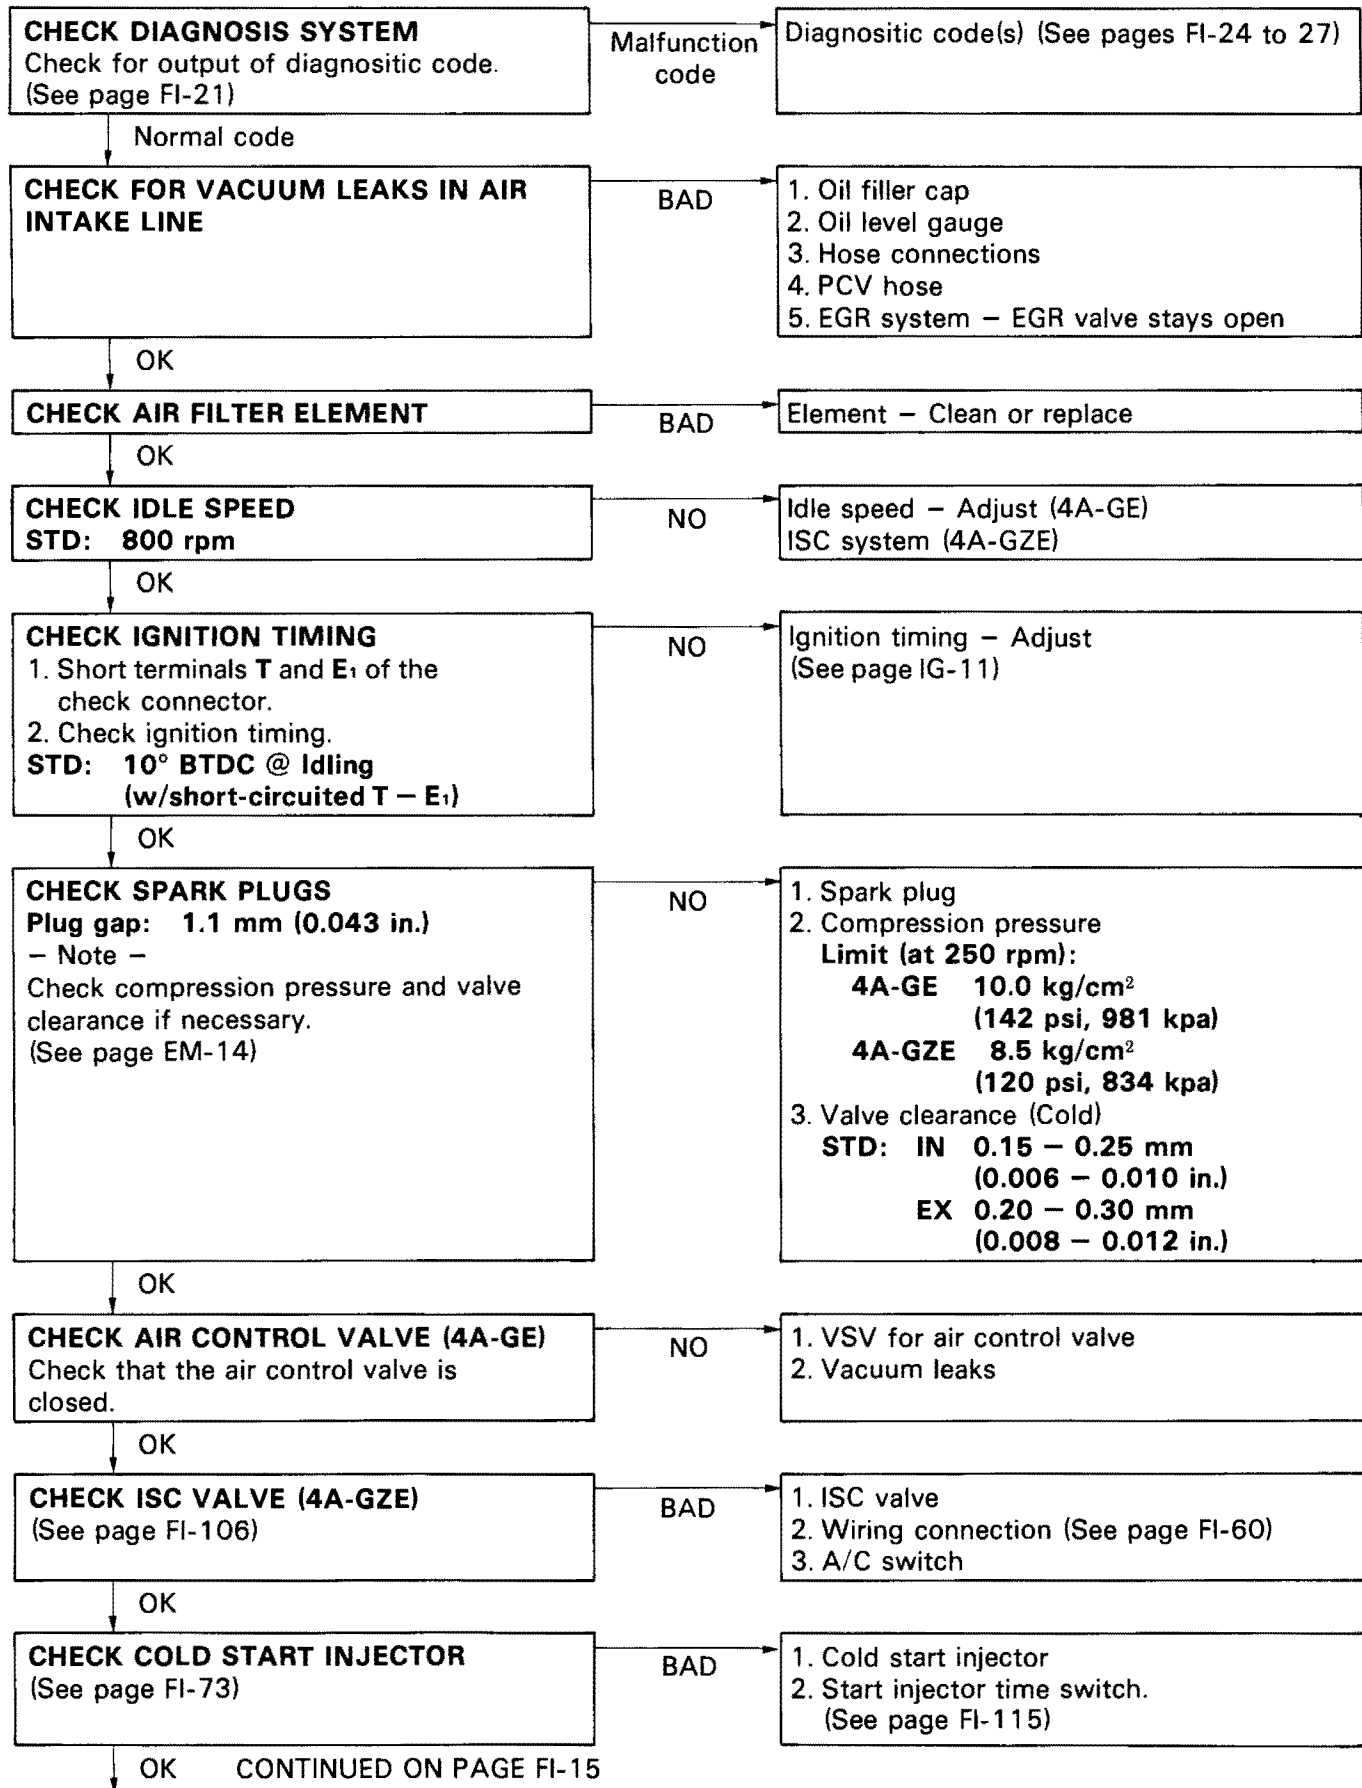 CHECK DIAGNOSIS SYSTEM
Check for output of diagnositic code.
(See page FI-21)
Malfunction
code
Diagnositic code(s) (See pages FI-24 to 27)
Normal code
CHECK FOR VACUUM LEAKS IN AIR
INTAKE LINE
BAD
1. Oil filler cap
2. Oil level gauge
3. Hose connections
4. PCV hose
5. EGR system – EGR valve stays open
OK
CHECK AIR FILTER ELEMENT
BAD
Element – Clean or replace
OK
CHECK IDLE SPEED
STD: 800 rpm
NO
Idle speed – Adjust (4A-GE)
ISC system (4A-GZE)
OK
CHECK IGNITION TIMING
1. Short terminals T and E₁ of the
check connector.
2. Check ignition timing.
STD: 10° BTDC @ Idling
(w/short-circuited T – E₁)
NO
Ignition timing – Adjust
(See page IG-11)
OK
CHECK SPARK PLUGS
Plug gap: 1.1 mm (0.043 in.)
– Note –
Check compression pressure and valve
clearance if necessary.
(See page EM-14)
NO
1. Spark plug
2. Compression pressure
Limit (at 250 rpm):
4A-GE 10.0 kg/cm²
(142 psi, 981 kpa)
4A-GZE 8.5 kg/cm²
(120 psi, 834 kpa)
3. Valve clearance (Cold)
STD: IN 0.15 – 0.25 mm
(0.006 – 0.010 in.)
EX 0.20 – 0.30 mm
(0.008 – 0.012 in.)
OK
CHECK AIR CONTROL VALVE (4A-GE)
Check that the air control valve is
closed.
NO
1. VSV for air control valve
2. Vacuum leaks
OK
CHECK ISC VALVE (4A-GZE)
(See page FI-106)
BAD
1. ISC valve
2. Wiring connection (See page FI-60)
3. A/C switch
OK
CHECK COLD START INJECTOR
(See page FI-73)
BAD
1. Cold start injector
2. Start injector time switch.
(See page FI-115)
OK CONTINUED ON PAGE FI-15